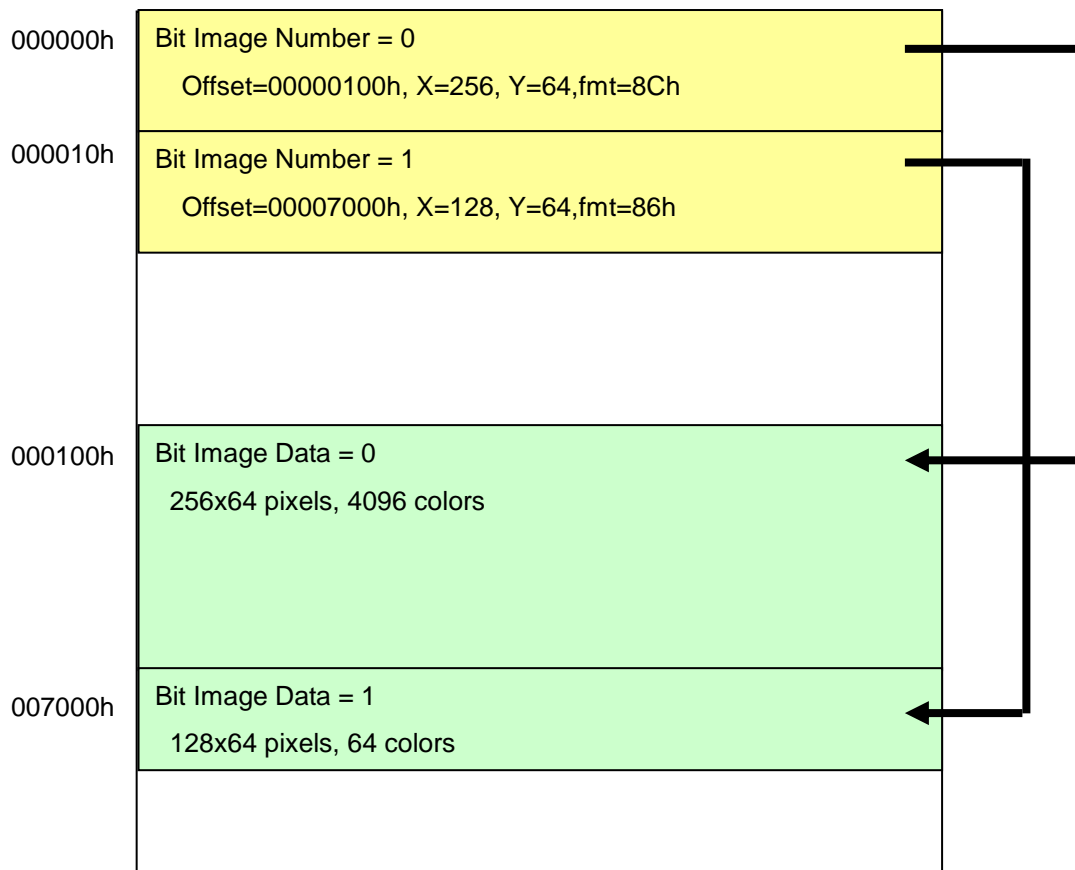 000000h
Bit Image Number = 0
Offset=00000100h, X=256, Y=64,fmt=8Ch
000010h
Bit Image Number = 1
Offset=00007000h, X=128, Y=64,fmt=86h
000100h
Bit Image Data = 0
256x64 pixels, 4096 colors
007000h
Bit Image Data = 1
128x64 pixels, 64 colors